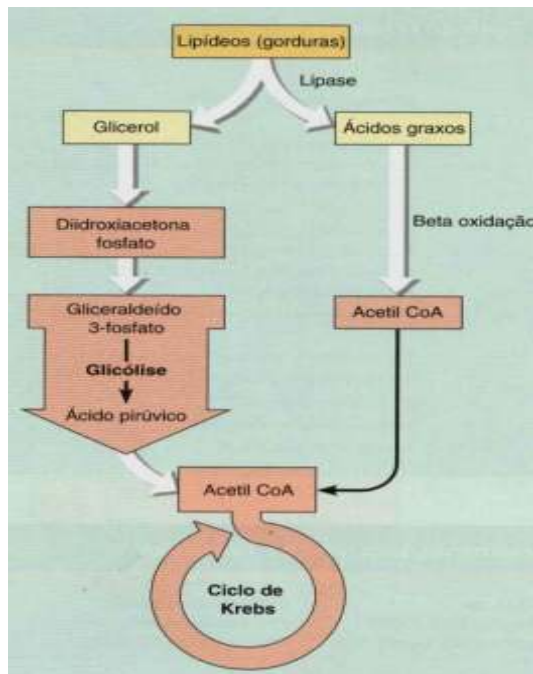 Lipídeos (gorduras)
Lípase
Glicerol
Ácidos graxos
Diidroxiacetona
fosfato
Beta oxidação
Gliceraldeído
3-fosfato
Glicólise
Ácido pirúvico
Acetil CoA
Acetil CoA
Ciclo de
Krebs